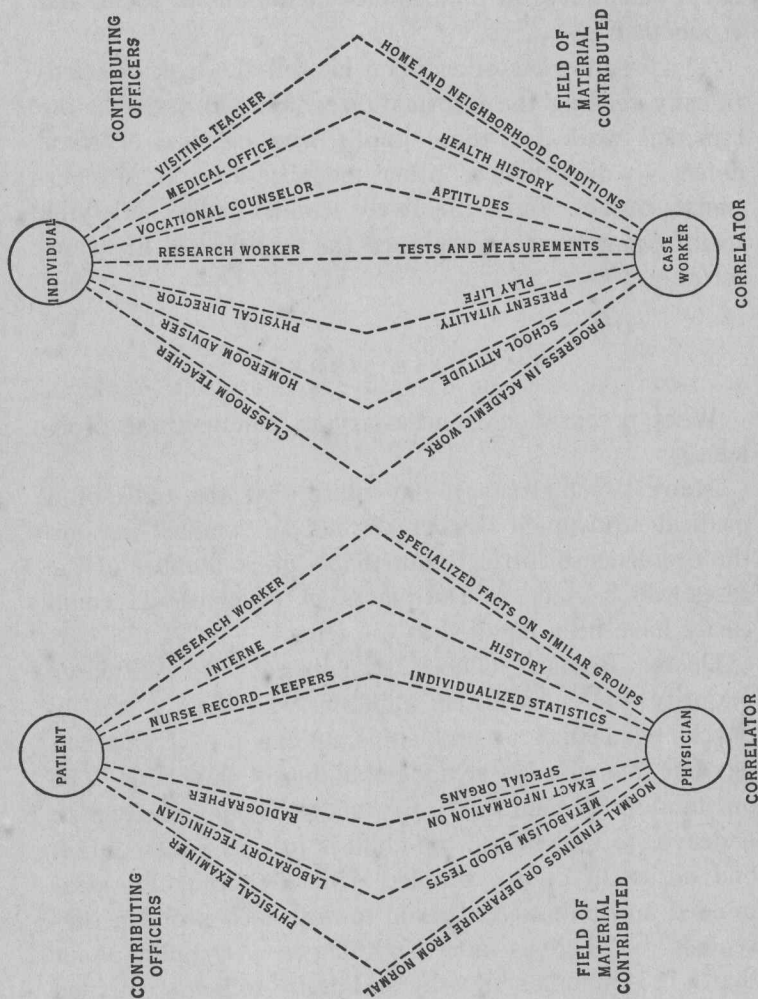 CONTRIBUTING
OFFICERS
PATIENT
PHYSICAL EXAMINER
LABORATORY TECHNICIAN
RADIOGRAPHER
NURSE RECORD—KEEPERS
INTERNE
RESEARCH WORKER
NORMAL FINDINGS OR DEPARTURE FROM NORMAL
METABOLISM BLOOD TESTS
EXACT INFORMATION ON
SPECIAL ORGANS
INDIVIDUALIZED STATISTICS
HISTORY
SPECIALIZED FACTS ON SIMILAR GROUPS
FIELD OF
MATERIAL
CONTRIBUTED
PHYSICIAN
CORRELATOR
INDIVIDUAL
CONTRIBUTING
OFFICERS
CLASSROOM TEACHER
HOMEROOM ADVISER
PHYSICAL DIRECTOR
RESEARCH WORKER
VOCATIONAL COUNSELOR
MEDICAL OFFICE
VISITING TEACHER
PROGRESS IN ACADEMIC WORK
SCHOOL ATTITUDE
PRESENT VITALITY
PLAY LIFE
TESTS AND MEASUREMENTS
APTITUDES
HEALTH HISTORY
HOME AND NEIGHBORHOOD CONDITIONS
FIELD OF
MATERIAL
CONTRIBUTED
CASE
WORKER
CORRELATOR